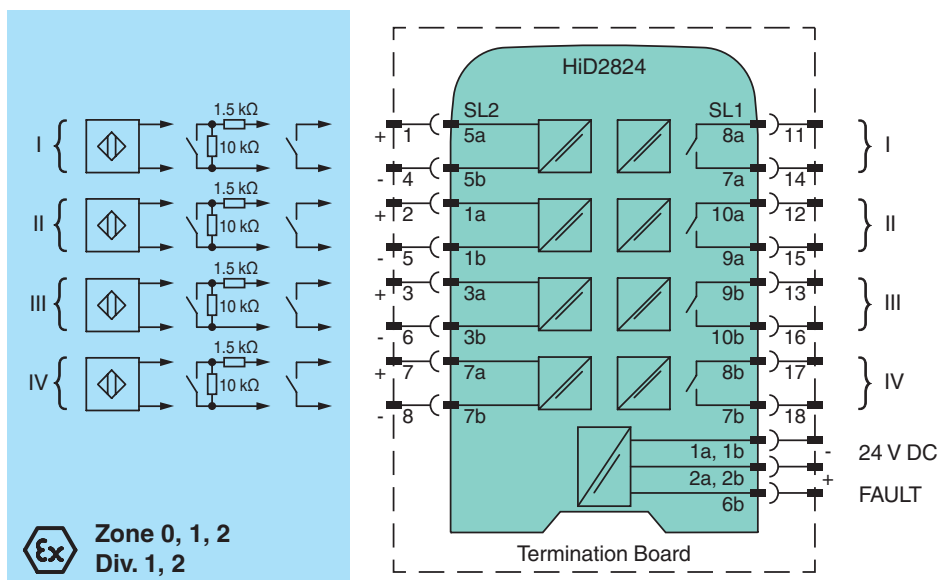 HiD2824
SL2 SL1
1.5 kΩ
10 kΩ
I { + 1 5a 8a 11 } I
- 4 5b 7a 14
1.5 kΩ
10 kΩ
II { + 2 1a 10a 12 } II
- 5 1b 9a 15
1.5 kΩ
10 kΩ
III { + 3 3a 9b 13 } III
- 6 3b 10b 16
1.5 kΩ
10 kΩ
IV { + 7 7a 8b 17 } IV
- 8 7b 7b 18
1a, 1b - 24 V DC
2a, 2b +
6b FAULT
Ex
Zone 0, 1, 2
Div. 1, 2
Termination Board